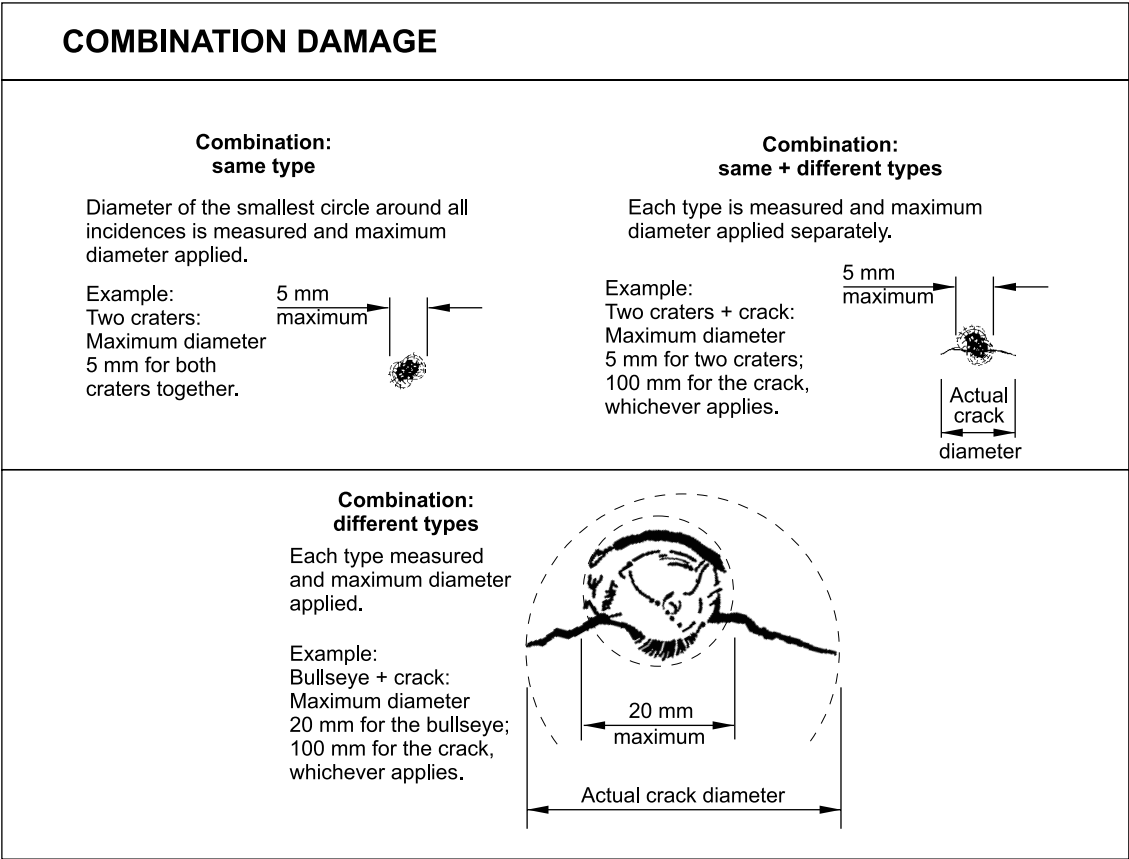 COMBINATION DAMAGE
Combination:
same type
Diameter of the smallest circle around all
incidences is measured and maximum
diameter applied.
Example:
Two craters:
Maximum diameter
5 mm for both
craters together.
5 mm
maximum
Combination:
same + different types
Each type is measured and maximum
diameter applied separately.
Example:
Two craters + crack:
Maximum diameter
5 mm for two craters;
100 mm for the crack,
whichever applies.
5 mm
maximum
Actual
crack
diameter
Combination:
different types
Each type measured
and maximum diameter
applied.
Example:
Bullseye + crack:
Maximum diameter
20 mm for the bullseye;
100 mm for the crack,
whichever applies.
20 mm
maximum
Actual crack diameter